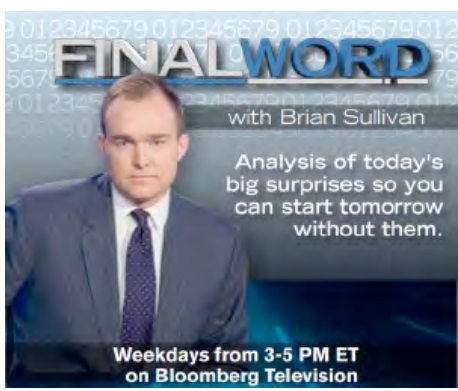 FINALWORD
with Brian Sullivan
Analysis of today's
big surprises so you
can start tomorrow
without them.
Weekdays from 3-5 PM ET
on Bloomberg Television